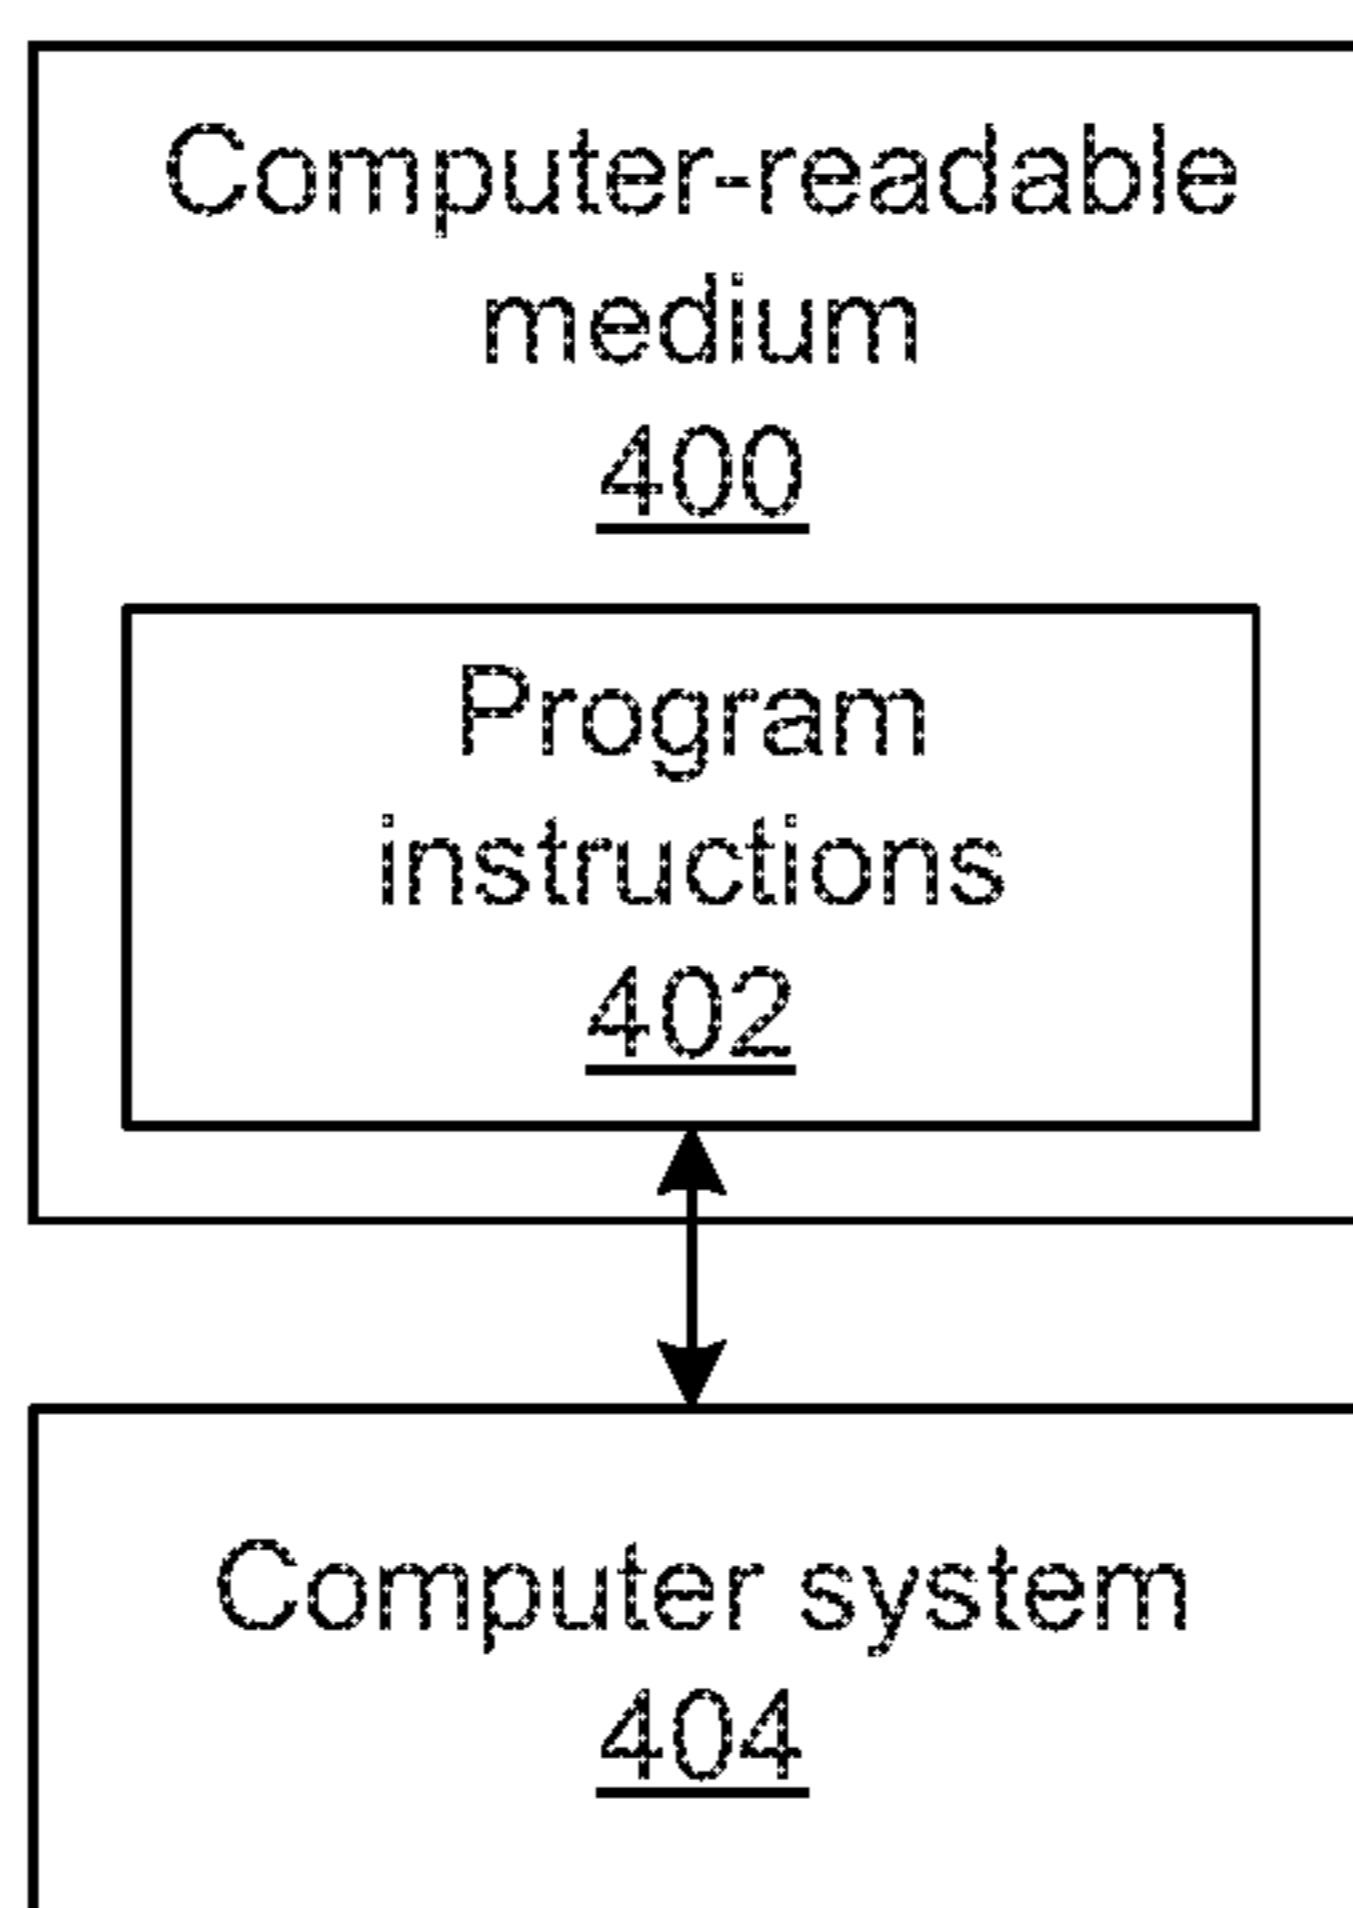 Computer-readable
medium
400
Program
instructions
402
Computer system
404